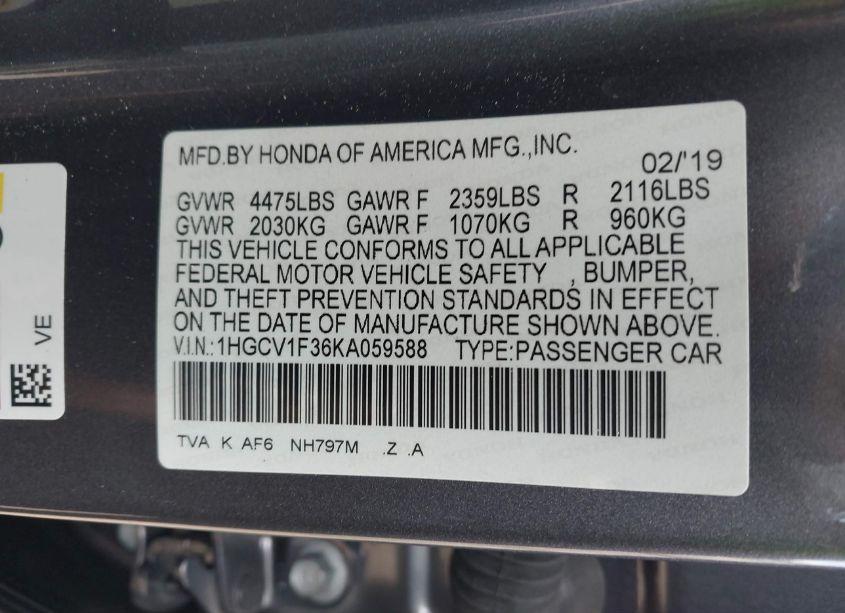 MFD.BY HONDA OF AMERICA MFG.,INC.
02/'19
GVWR 4475LBS GAWR F 2359LBS R 2116LBS
GVWR 2030KG GAWR F 1070KG R 960KG
THIS VEHICLE CONFORMS TO ALL APPLICABLE
FEDERAL MOTOR VEHICLE SAFETY , BUMPER,
AND THEFT PREVENTION STANDARDS IN EFFECT
ON THE DATE OF MANUFACTURE SHOWN ABOVE.
V.I.N.:1HGCV1F36KA059588 TYPE:PASSENGER CAR
TVA K AF6 NH797M .Z .A
VE